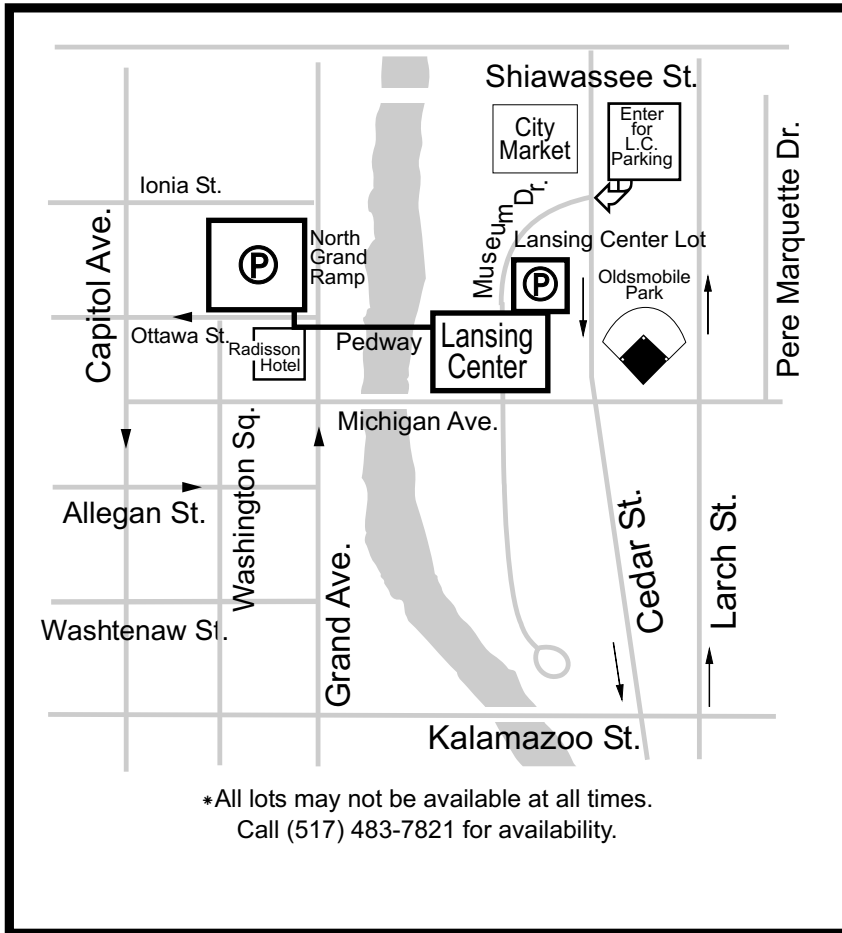 Shiawassee St.
City
Market
Enter
for
L.C.
Parking
Pere Marquette Dr.
Ionia St.
Museum Dr.
Capitol Ave.
P
North
Grand
Ramp
Lansing Center Lot
P
Oldsmobile
Park
Ottawa St.
Radisson
Hotel
Pedway
Lansing
Center
Michigan Ave.
Washington Sq.
Allegan St.
Grand Ave.
Cedar St.
Larch St.
Washtenaw St.
Kalamazoo St.
*All lots may not be available at all times.
Call (517) 483-7821 for availability.